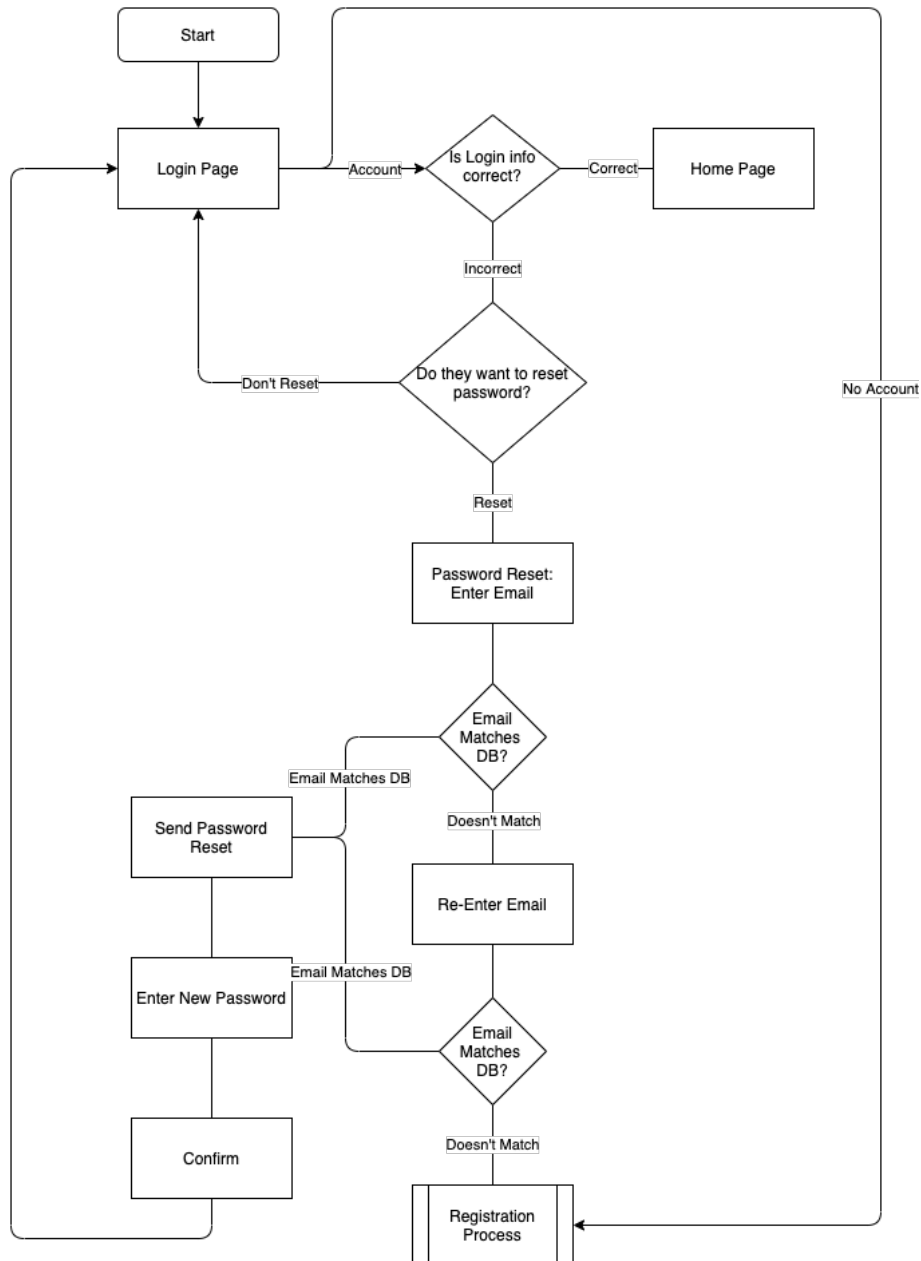 Start
Login Page
Account
Is Login info
correct?
Correct
Home Page
Incorrect
Do they want to reset
password?
Don't Reset
No Account
Reset
Password Reset:
Enter Email
Email
Matches
DB?
Email Matches DB
Doesn't Match
Send Password
Reset
Re-Enter Email
Email Matches DB
Enter New Password
Email
Matches
DB?
Doesn't Match
Confirm
Registration
Process